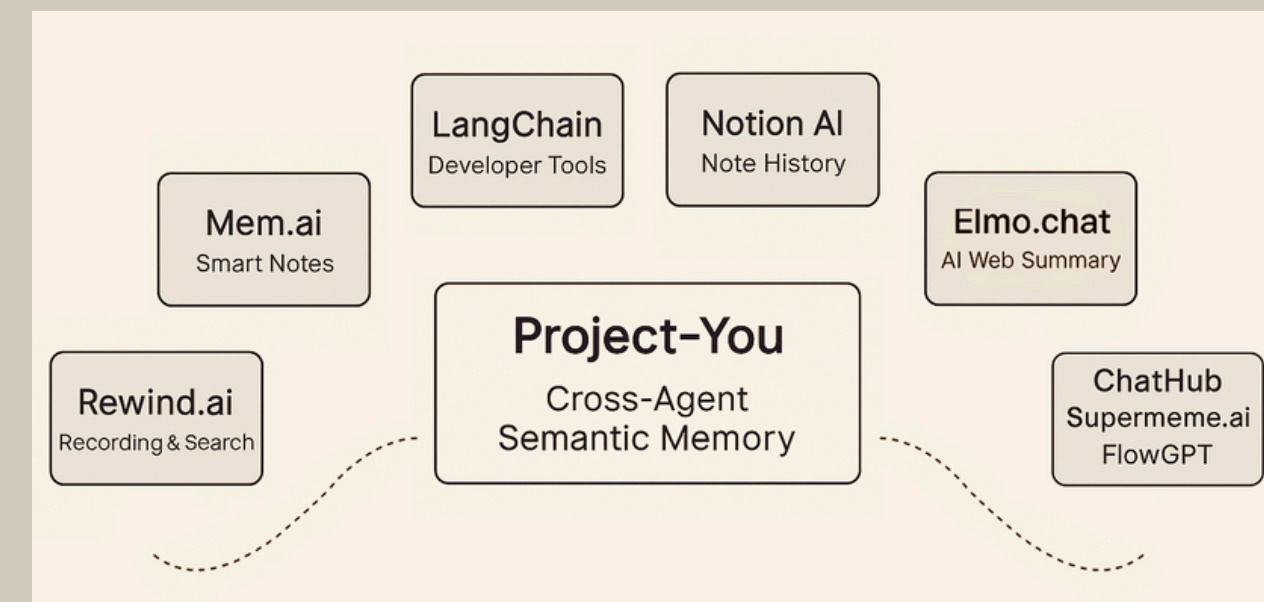 LangChain
Developer Tools
Notion AI
Note History
Mem.ai
Smart Notes
Elmo.chat
AI Web Summary
Project-You
Cross-Agent
Semantic Memory
Rewind.ai
Recording & Search
ChatHub
Supermeme.ai
FlowGPT